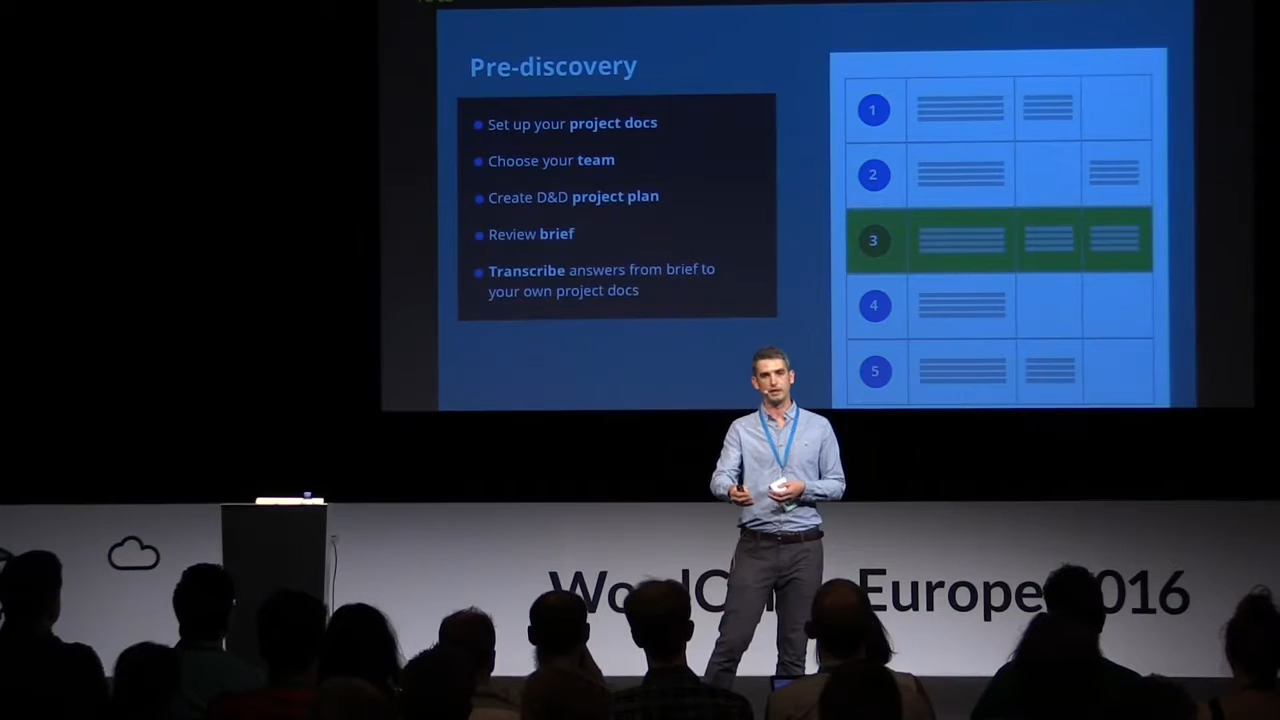 Pre-discovery
Set up your project docs
Choose your team
Create D&D project plan
Review brief
Transcribe answers from brief to
your own project docs
1
2
3
4
5
Europe 2016